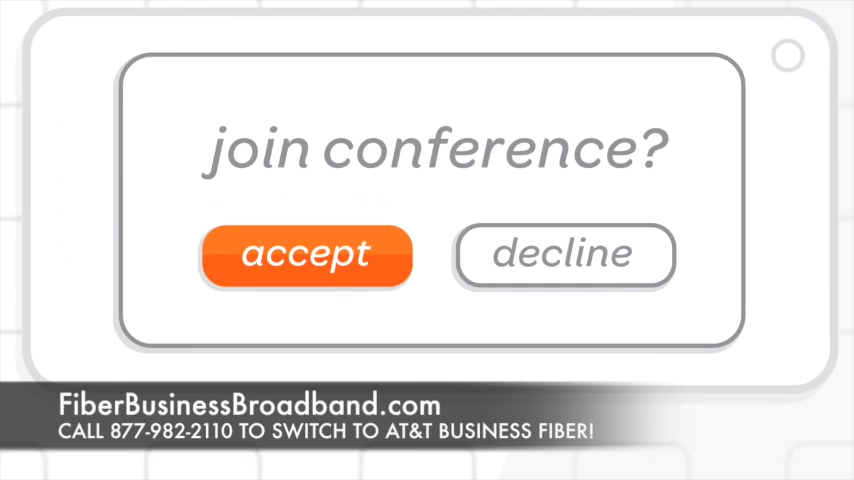 join conference?
accept
decline
FiberBusinessBroadband.com
CALL 877-982-2110 TO SWITCH TO AT&T BUSINESS FIBER!